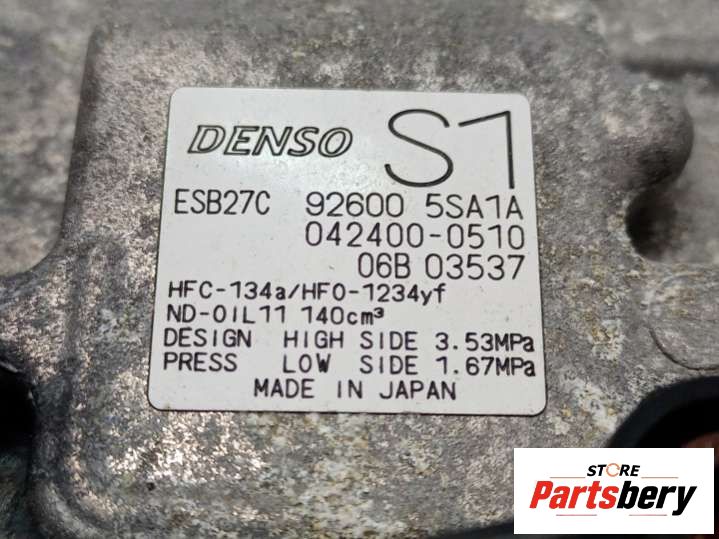 DENSO S1
ESB27C 92600 5SA1A
042400-0510
06B 03537
HFC-134a/HFO-1234yf
ND-OIL11 140cm³
DESIGN HIGH SIDE 3.53MPa
PRESS LOW SIDE 1.67MPa
MADE IN JAPAN
STORE
Partsbery